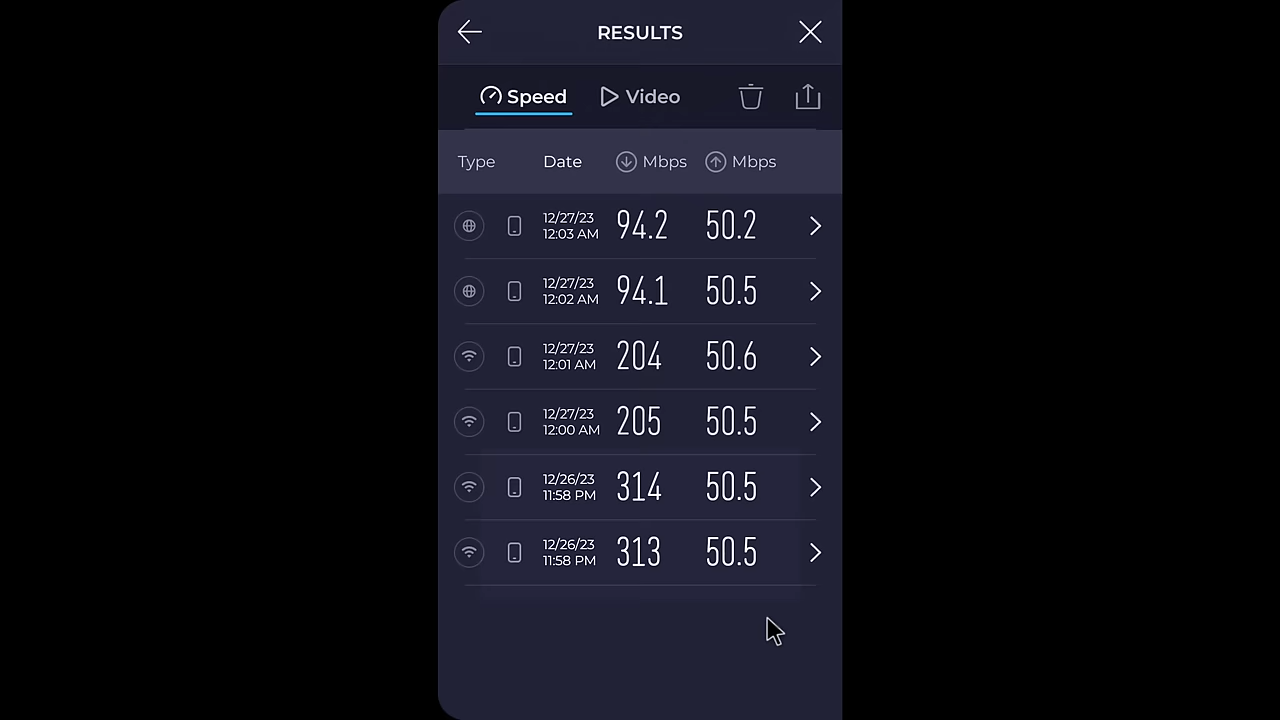 RESULTS
Speed Video
Type Date Mbps Mbps
12/27/23 12:03 AM 94.2 50.2
12/27/23 12:02 AM 94.1 50.5
12/27/23 12:01 AM 204 50.6
12/27/23 12:00 AM 205 50.5
12/26/23 11:58 PM 314 50.5
12/26/23 11:58 PM 313 50.5